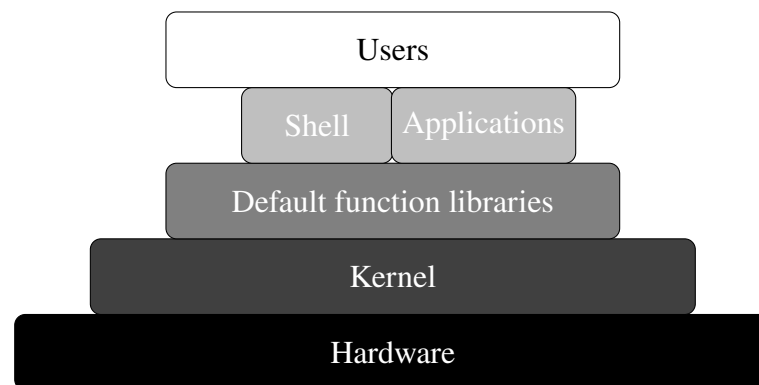 Users
Shell Applications
Default function libraries
Kernel
Hardware